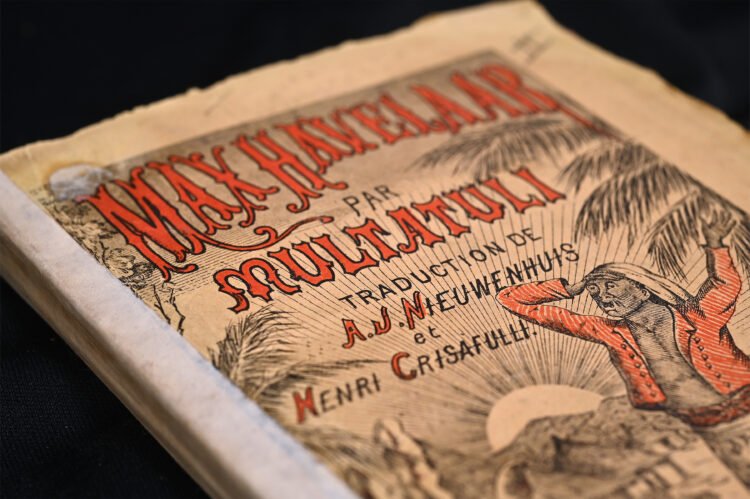 MAX HAVELAAR
PAR
MULTATULI
TRADUCTION DE
A.J. NIEUWENHUIS
et
HENRI CRISAFULLI.